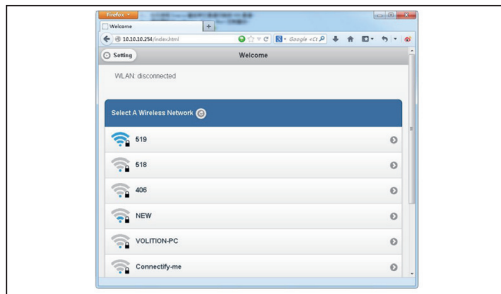 Firefox
Welcome
10.10.10.254/index.html
Google
Setting
Welcome
WLAN: disconnected
Select A Wireless Network
519
518
406
NEW
VOLITION-PC
Connectify-me